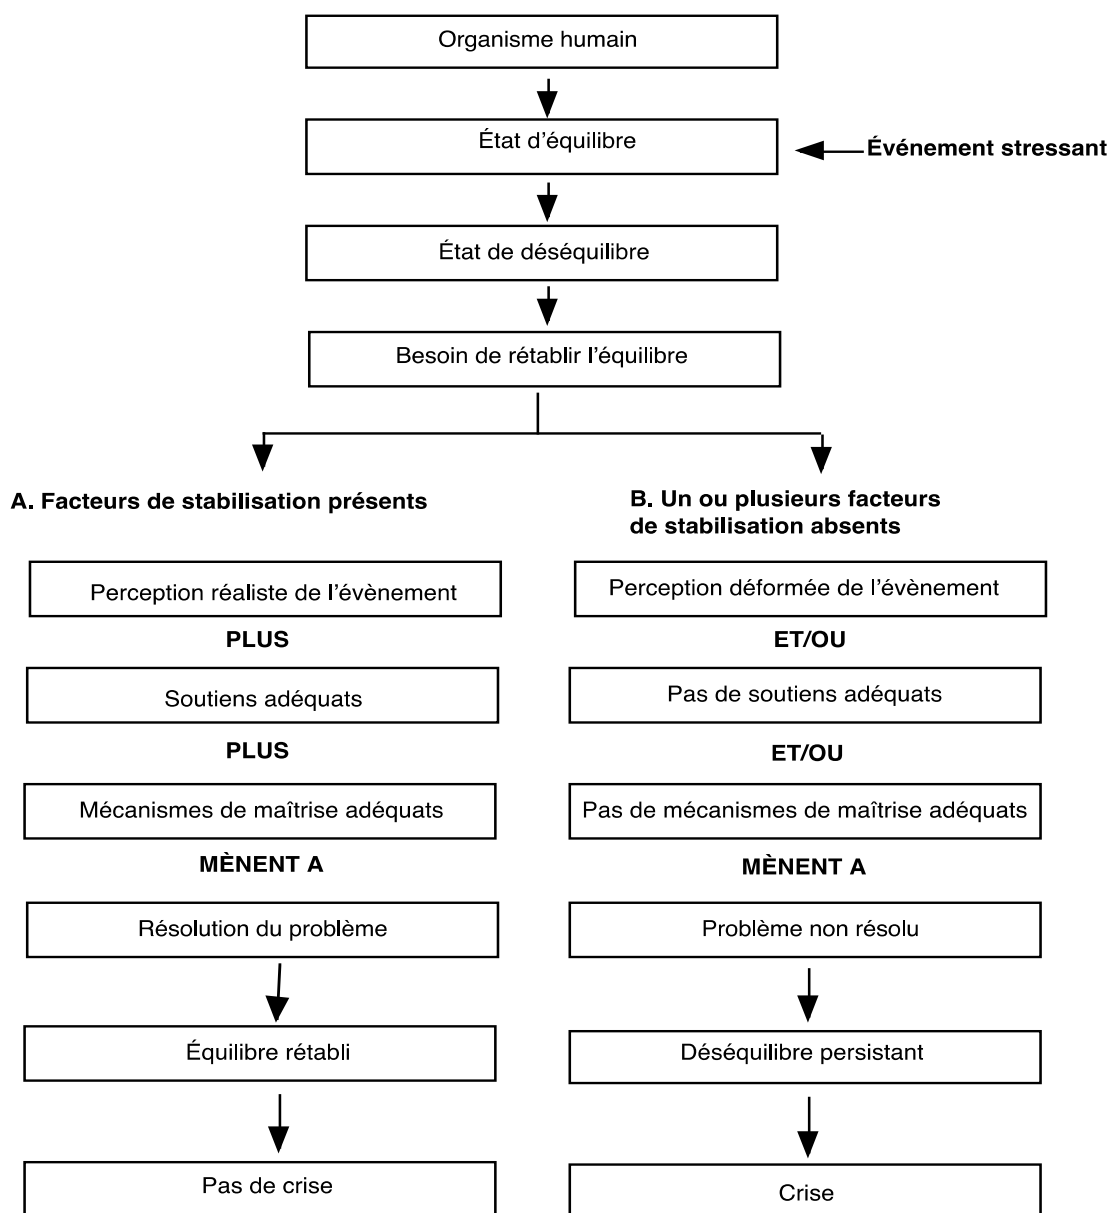 Organisme humain
État d’équilibre
Événement stressant
État de déséquilibre
Besoin de rétablir l’équilibre
A. Facteurs de stabilisation présents
Perception réaliste de l’évènement
PLUS
Soutiens adéquats
PLUS
Mécanismes de maîtrise adéquats
MÈNENT A
Résolution du problème
Équilibre rétabli
Pas de crise
B. Un ou plusieurs facteurs
de stabilisation absents
Perception déformée de l’évènement
ET/OU
Pas de soutiens adéquats
ET/OU
Pas de mécanismes de maîtrise adéquats
MÈNENT A
Problème non résolu
Déséquilibre persistant
Crise